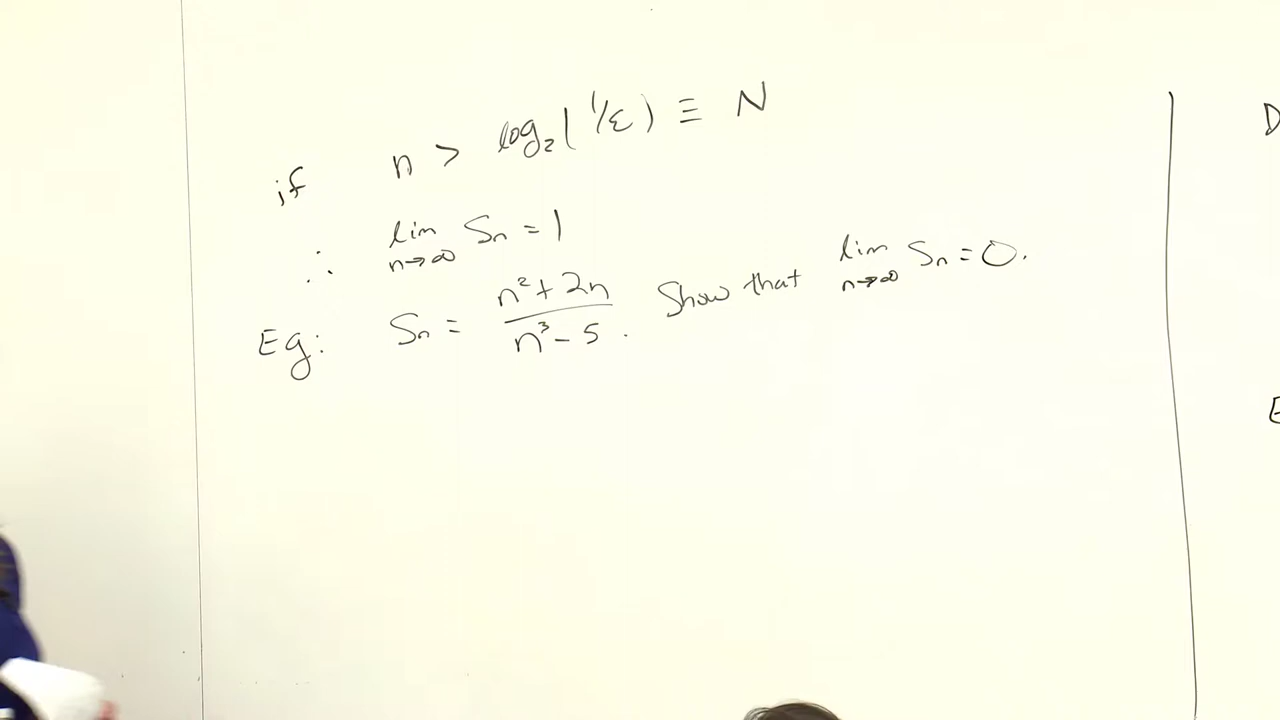 if n > log₂(1/ε) ≡ N
∴ lim n→∞ Sn = 1
Eg: Sn = (n² + 2n)/(n³ - 5). Show that lim n→∞ Sn = 0.
D
E